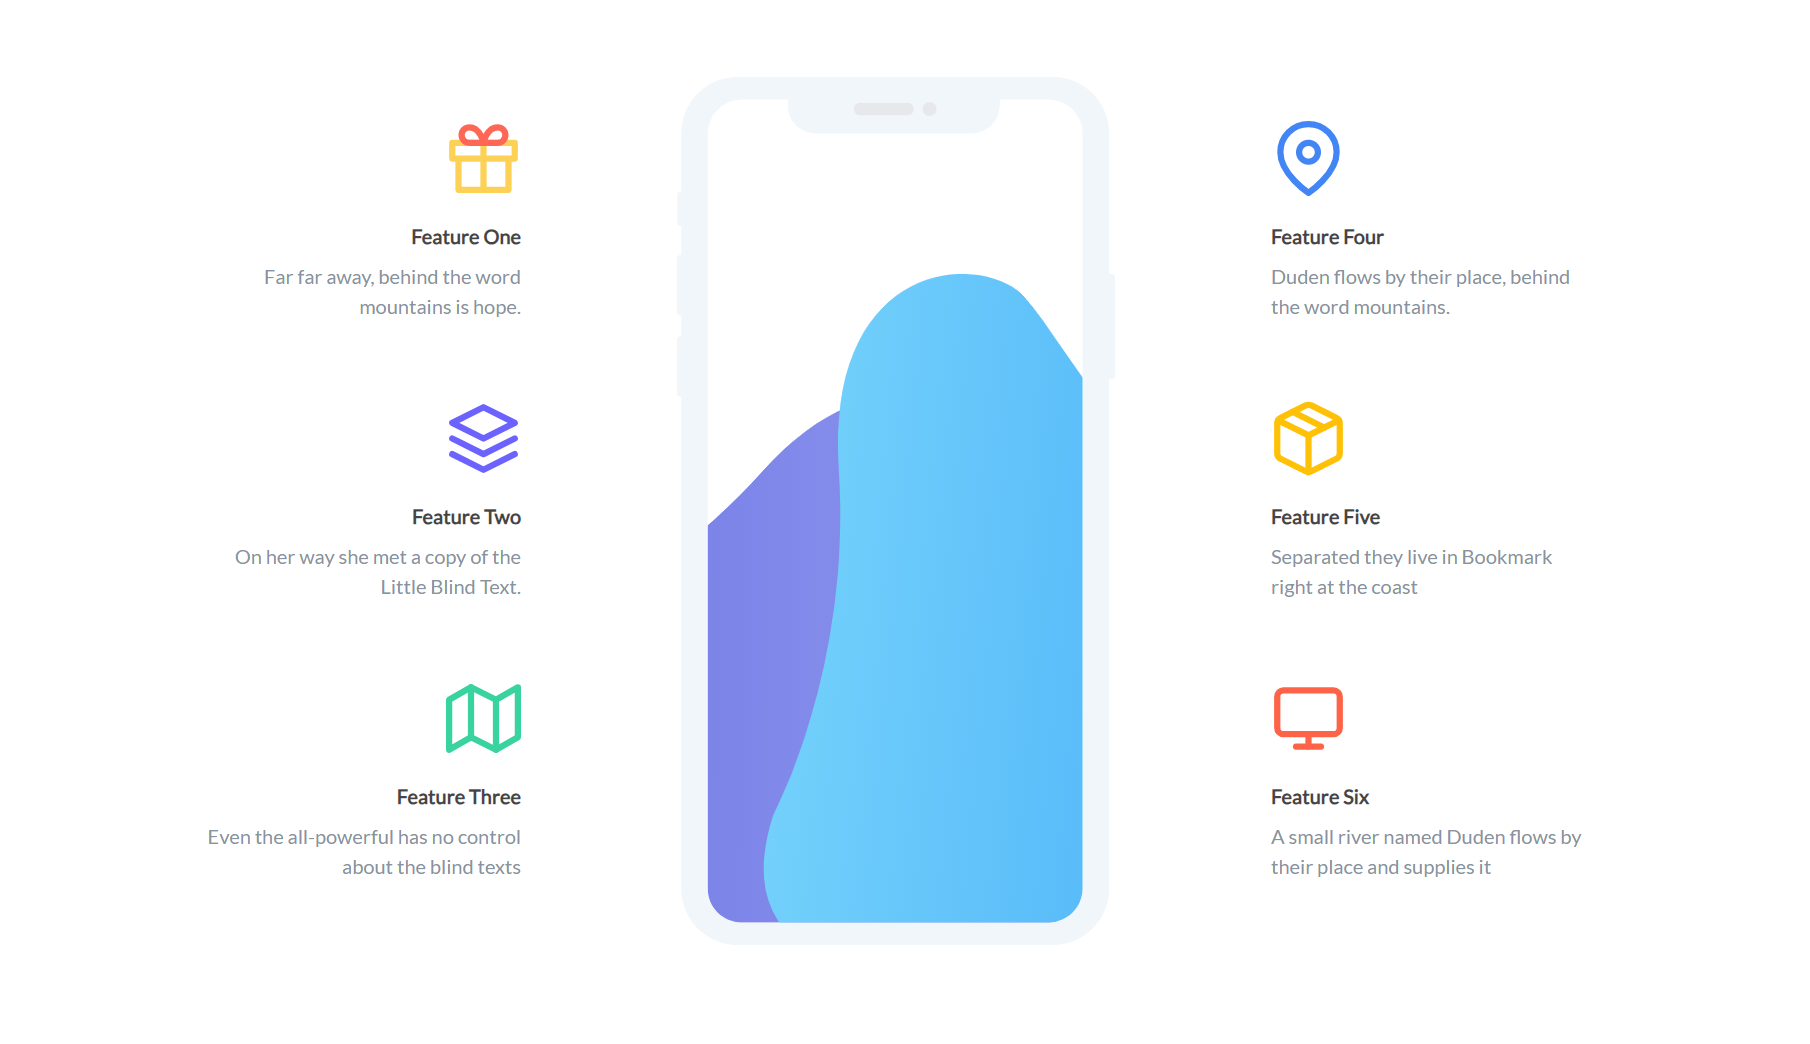 Feature One
Far far away, behind the word
mountains is hope.
Feature Two
On her way she met a copy of the
Little Blind Text.
Feature Three
Even the all-powerful has no control
about the blind texts
Feature Four
Duden flows by their place, behind
the word mountains.
Feature Five
Separated they live in Bookmark
right at the coast
Feature Six
A small river named Duden flows by
their place and supplies it